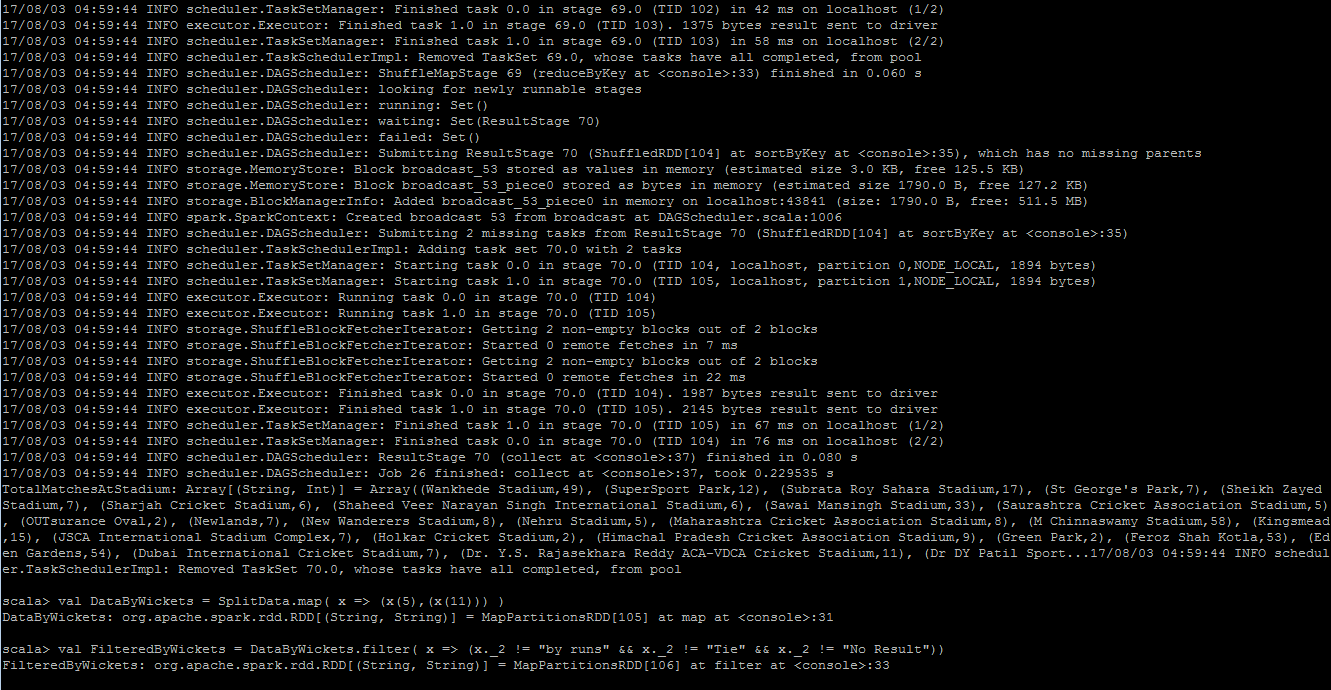 17/08/03 04:59:44 INFO scheduler.TaskSetManager: Finished task 0.0 in stage 69.0 (TID 102) in 42 ms on localhost (1/2)
17/08/03 04:59:44 INFO executor.Executor: Finished task 1.0 in stage 69.0 (TID 103). 1375 bytes result sent to driver
17/08/03 04:59:44 INFO scheduler.TaskSetManager: Finished task 1.0 in stage 69.0 (TID 103) in 58 ms on localhost (2/2)
17/08/03 04:59:44 INFO scheduler.TaskSchedulerImpl: Removed TaskSet 69.0, whose tasks have all completed, from pool
17/08/03 04:59:44 INFO scheduler.DAGScheduler: ShuffleMapStage 69 (reduceByKey at <console>:33) finished in 0.060 s
17/08/03 04:59:44 INFO scheduler.DAGScheduler: looking for newly runnable stages
17/08/03 04:59:44 INFO scheduler.DAGScheduler: running: Set()
17/08/03 04:59:44 INFO scheduler.DAGScheduler: waiting: Set(ResultStage 70)
17/08/03 04:59:44 INFO scheduler.DAGScheduler: failed: Set()
17/08/03 04:59:44 INFO scheduler.DAGScheduler: Submitting ResultStage 70 (ShuffledRDD[104] at sortByKey at <console>:35), which has no missing parents
17/08/03 04:59:44 INFO storage.MemoryStore: Block broadcast_53 stored as values in memory (estimated size 3.0 KB, free 125.5 KB)
17/08/03 04:59:44 INFO storage.MemoryStore: Block broadcast_53_piece0 stored as bytes in memory (estimated size 1790.0 B, free 127.2 KB)
17/08/03 04:59:44 INFO storage.BlockManagerInfo: Added broadcast_53_piece0 in memory on localhost:43841 (size: 1790.0 B, free: 511.5 MB)
17/08/03 04:59:44 INFO spark.SparkContext: Created broadcast 53 from broadcast at DAGScheduler.scala:1006
17/08/03 04:59:44 INFO scheduler.DAGScheduler: Submitting 2 missing tasks from ResultStage 70 (ShuffledRDD[104] at sortByKey at <console>:35)
17/08/03 04:59:44 INFO scheduler.TaskSchedulerImpl: Adding task set 70.0 with 2 tasks
17/08/03 04:59:44 INFO scheduler.TaskSetManager: Starting task 0.0 in stage 70.0 (TID 104, localhost, partition 0,NODE_LOCAL, 1894 bytes)
17/08/03 04:59:44 INFO scheduler.TaskSetManager: Starting task 1.0 in stage 70.0 (TID 105, localhost, partition 1,NODE_LOCAL, 1894 bytes)
17/08/03 04:59:44 INFO executor.Executor: Running task 0.0 in stage 70.0 (TID 104)
17/08/03 04:59:44 INFO executor.Executor: Running task 1.0 in stage 70.0 (TID 105)
17/08/03 04:59:44 INFO storage.ShuffleBlockFetcherIterator: Getting 2 non-empty blocks out of 2 blocks
17/08/03 04:59:44 INFO storage.ShuffleBlockFetcherIterator: Started 0 remote fetches in 7 ms
17/08/03 04:59:44 INFO storage.ShuffleBlockFetcherIterator: Getting 2 non-empty blocks out of 2 blocks
17/08/03 04:59:44 INFO storage.ShuffleBlockFetcherIterator: Started 0 remote fetches in 22 ms
17/08/03 04:59:44 INFO executor.Executor: Finished task 0.0 in stage 70.0 (TID 104). 1987 bytes result sent to driver
17/08/03 04:59:44 INFO executor.Executor: Finished task 1.0 in stage 70.0 (TID 105). 2145 bytes result sent to driver
17/08/03 04:59:44 INFO scheduler.TaskSetManager: Finished task 1.0 in stage 70.0 (TID 105) in 67 ms on localhost (1/2)
17/08/03 04:59:44 INFO scheduler.TaskSetManager: Finished task 0.0 in stage 70.0 (TID 104) in 76 ms on localhost (2/2)
17/08/03 04:59:44 INFO scheduler.DAGScheduler: ResultStage 70 (collect at <console>:37) finished in 0.080 s
17/08/03 04:59:44 INFO scheduler.DAGScheduler: Job 26 finished: collect at <console>:37, took 0.229535 s
TotalMatchesAtStadium: Array[(String, Int)] = Array((Wankhede Stadium,49), (SuperSport Park,12), (Subrata Roy Sahara Stadium,17), (St George's Park,7), (Sheikh Zayed
Stadium,7), (Sharjah Cricket Stadium,6), (Shaheed Veer Narayan Singh International Stadium,6), (Sawai Mansingh Stadium,33), (Saurashtra Cricket Association Stadium,5)
, (OUTsurance Oval,2), (Newlands,7), (New Wanderers Stadium,8), (Nehru Stadium,5), (Maharashtra Cricket Association Stadium,8), (M Chinnaswamy Stadium,58), (Kingsmead
,15), (JSCA International Stadium Complex,7), (Holkar Cricket Stadium,2), (Himachal Pradesh Cricket Association Stadium,9), (Green Park,2), (Feroz Shah Kotla,53), (Ed
en Gardens,54), (Dubai International Cricket Stadium,7), (Dr. Y.S. Rajasekhara Reddy ACA-VDCA Cricket Stadium,11), (Dr DY Patil Sport...17/08/03 04:59:44 INFO schedul
er.TaskSchedulerImpl: Removed TaskSet 70.0, whose tasks have all completed, from pool
scala> val DataByWickets = SplitData.map( x => (x(5),(x(11))) )
DataByWickets: org.apache.spark.rdd.RDD[(String, String)] = MapPartitionsRDD[105] at map at <console>:31
scala> val FilteredByWickets = DataByWickets.filter( x => (x._2 != "by runs" && x._2 != "Tie" && x._2 != "No Result"))
FilteredByWickets: org.apache.spark.rdd.RDD[(String, String)] = MapPartitionsRDD[106] at filter at <console>:33